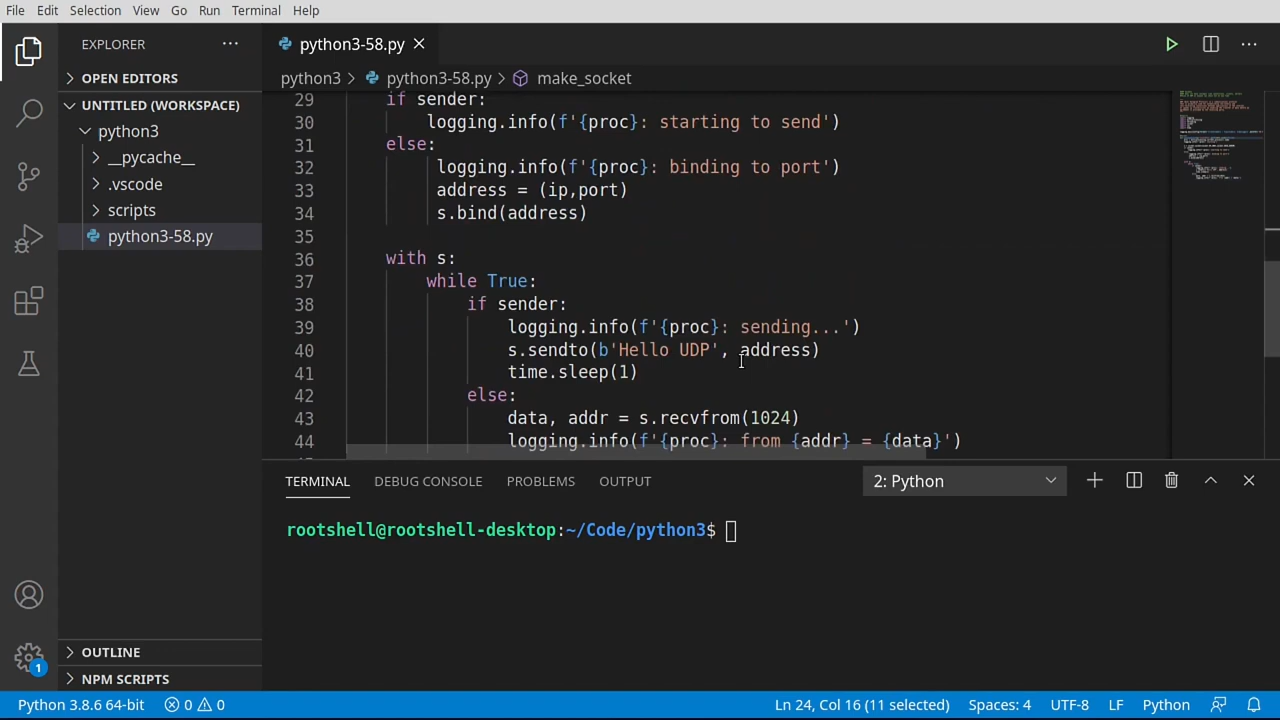 File Edit Selection View Go Run Terminal Help
EXPLORER ...
python3-58.py
OPEN EDITORS
python3 > python3-58.py > make_socket
UNTITLED (WORKSPACE)
python3
__pycache__
.vscode
scripts
python3-58.py
29 if sender:
30 logging.info(f'{proc}: starting to send')
31 else:
32 logging.info(f'{proc}: binding to port')
33 address = (ip,port)
34 s.bind(address)
35
36 with s:
37 while True:
38 if sender:
39 logging.info(f'{proc}: sending...')
40 s.sendto(b'Hello UDP', address)
41 time.sleep(1)
42 else:
43 data, addr = s.recvfrom(1024)
44 logging.info(f'{proc}: from {addr} = {data}')
TERMINAL DEBUG CONSOLE PROBLEMS OUTPUT 2: Python
rootshell@rootshell-desktop:~/Code/python3$
OUTLINE
NPM SCRIPTS
1
Python 3.8.6 64-bit 0 0 Ln 24, Col 16 (11 selected) Spaces: 4 UTF-8 LF Python